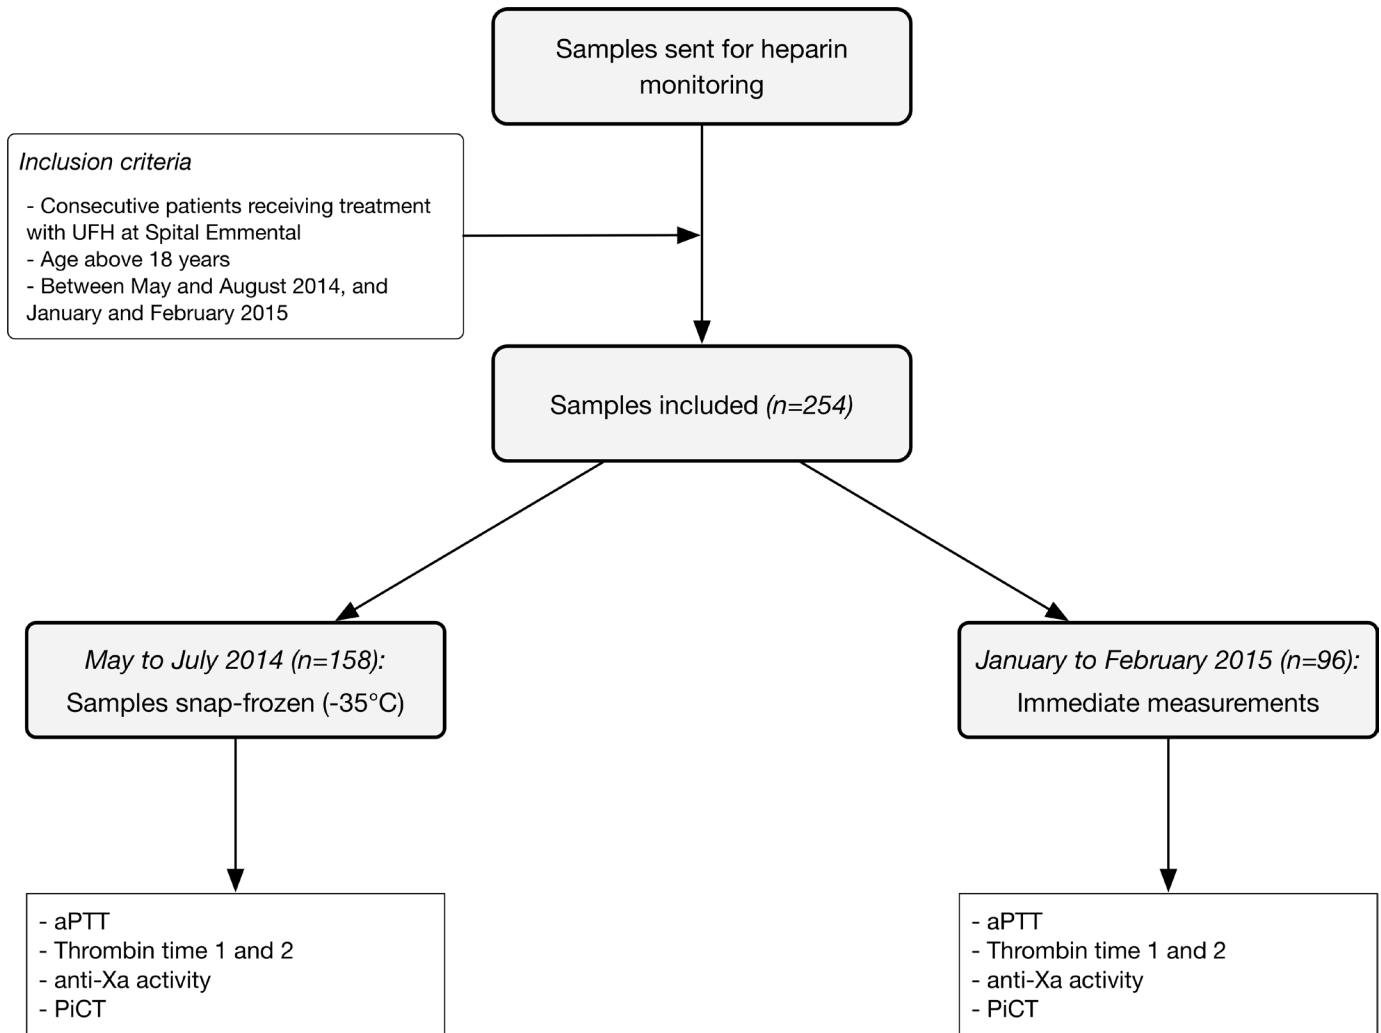 Samples sent for heparin
monitoring
Inclusion criteria
- Consecutive patients receiving treatment
with UFH at Spital Emmental
- Age above 18 years
- Between May and August 2014, and
January and February 2015
Samples included (n=254)
May to July 2014 (n=158):
Samples snap-frozen (-35°C)
January to February 2015 (n=96):
Immediate measurements
- aPTT
- Thrombin time 1 and 2
- anti-Xa activity
- PiCT
- aPTT
- Thrombin time 1 and 2
- anti-Xa activity
- PiCT